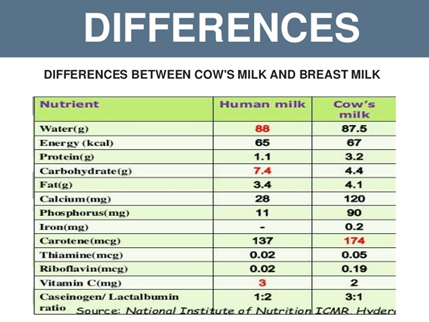 DIFFERENCES
DIFFERENCES BETWEEN COW'S MILK AND BREAST MILK
Nutrient Human milk Cow's milk
Water(g) 88 87.5
Energy (kcal) 65 67
Protein(g) 1.1 3.2
Carbohydrate(g) 7.4 4.4
Fat(g) 3.4 4.1
Calcium(mg) 28 120
Phosphorus(mg) 11 90
Iron(mg) - 0.2
Carotene(mcg) 137 174
Thiamine(mcg) 0.02 0.05
Riboflavin(mcg) 0.02 0.19
Vitamin C(mg) 3 2
Caseinogen/ Lactalbumin ratio 1:2 3:1
Source: National Institute of Nutrition ICMR,